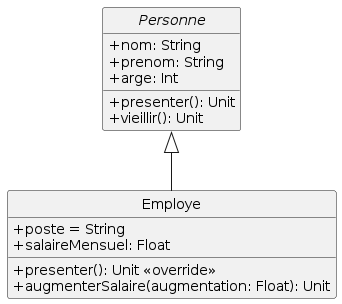 Personne
+nom: String
+prenom: String
+arge: Int
+presenter(): Unit
+vieillir(): Unit
Employe
+poste = String
+salaireMensuel: Float
+presenter(): Unit «override»
+augmenterSalaire(augmentation: Float): Unit